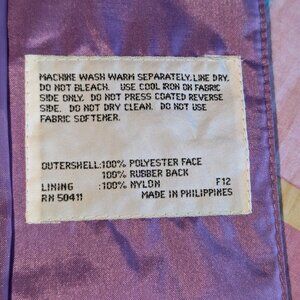 MACHINE WASH WARM SEPARATELY. LINE DRY.
DO NOT BLEACH. USE COOL IRON ON FABRIC
SIDE ONLY. DO NOT PRESS COATED REVERSE
SIDE. DO NOT DRY CLEAN. DO NOT USE
FABRIC SOFTENER.
OUTERSHELL:100% POLYESTER FACE
100% RUBBER BACK
LINING :100% NYLON F12
RN 50411 MADE IN PHILIPPINES